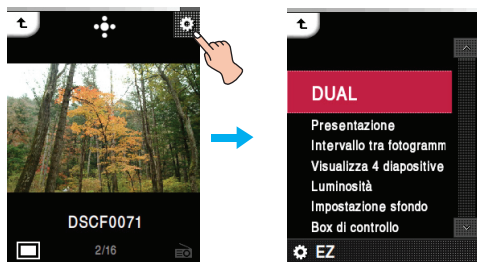 DSCF0071
2/16
DUAL
Presentazione
Intervallo tra fotogramm
Visualizza 4 diapositive
Luminosità
Impostazione sfondo
Box di controllo
EZ